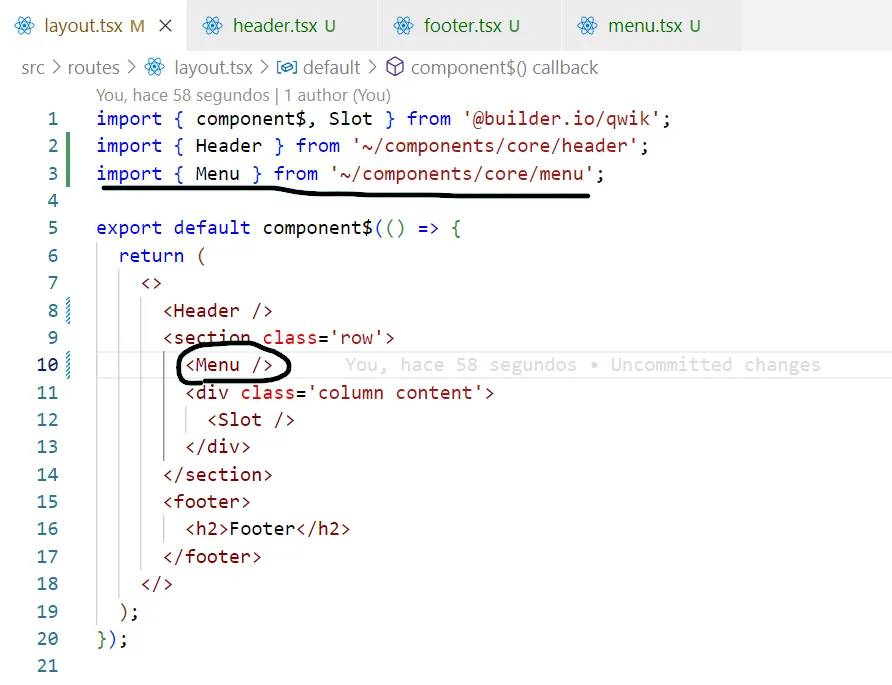 layout.tsx M × header.tsx U footer.tsx U menu.tsx U
src > routes > layout.tsx > default > component$() callback
You, hace 58 segundos | 1 author (You)
1 import { component$, Slot } from '@builder.io/qwik';
2 import { Header } from '~/components/core/header';
3 import { Menu } from '~/components/core/menu';
4
5 export default component$(() => {
6   return (
7     <>
8       <Header />
9       <section class='row'>
10         <Menu /> You, hace 58 segundos • Uncommitted changes
11         <div class='column content'>
12           <Slot />
13         </div>
14       </section>
15       <footer>
16         <h2>Footer</h2>
17       </footer>
18     </>
19   );
20 });
21